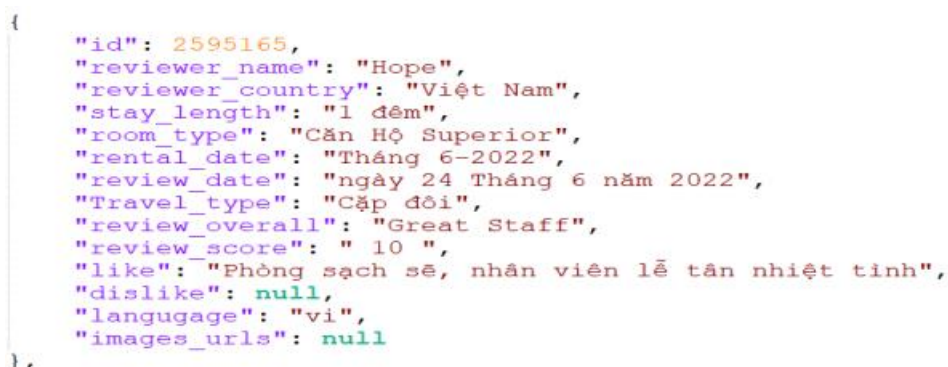 {
"id": 2595165,
"reviewer_name": "Hope",
"reviewer_country": "Việt Nam",
"stay_length": "1 đêm",
"room_type": "Căn Hộ Superior",
"rental_date": "Tháng 6-2022",
"review_date": "ngày 24 Tháng 6 năm 2022",
"Travel_type": "Cặp đôi",
"review_overall": "Great Staff",
"review_score": " 10 ",
"like": "Phòng sạch sẽ, nhân viên lễ tân nhiệt tình",
"dislike": null,
"langugage": "vi",
"images_urls": null
},